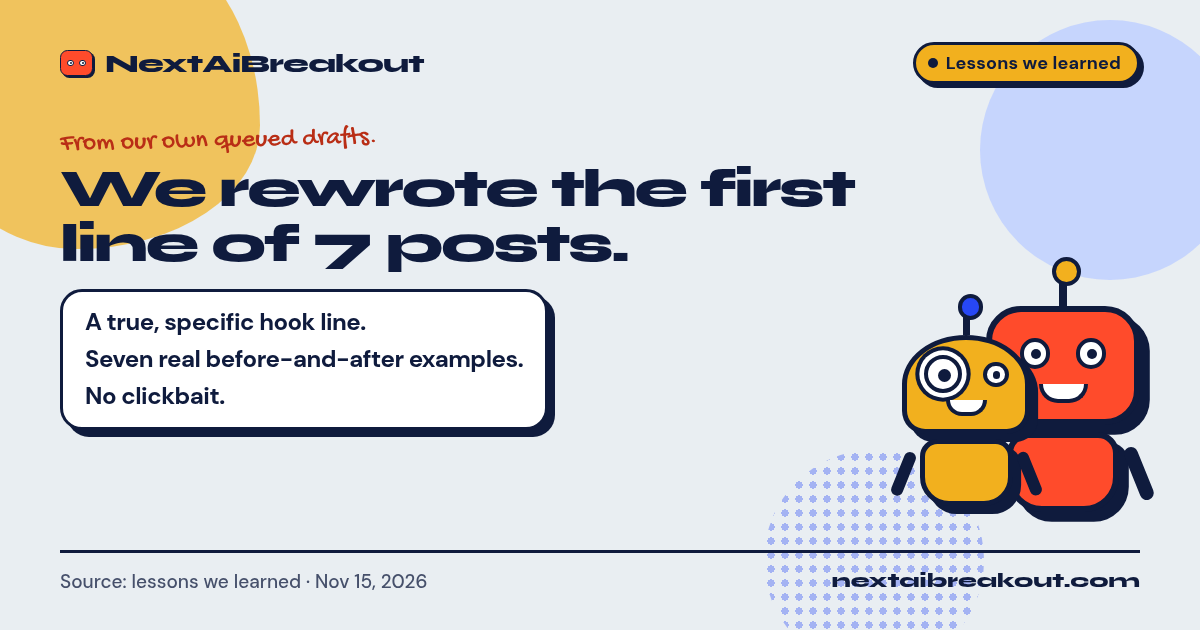 NextAiBreakout
Lessons we learned
From our own queued drafts.
We rewrote the first
line of 7 posts.
A true, specific hook line.
Seven real before-and-after examples.
No clickbait.
Source: lessons we learned · Nov 15, 2026
nextaibreakout.com